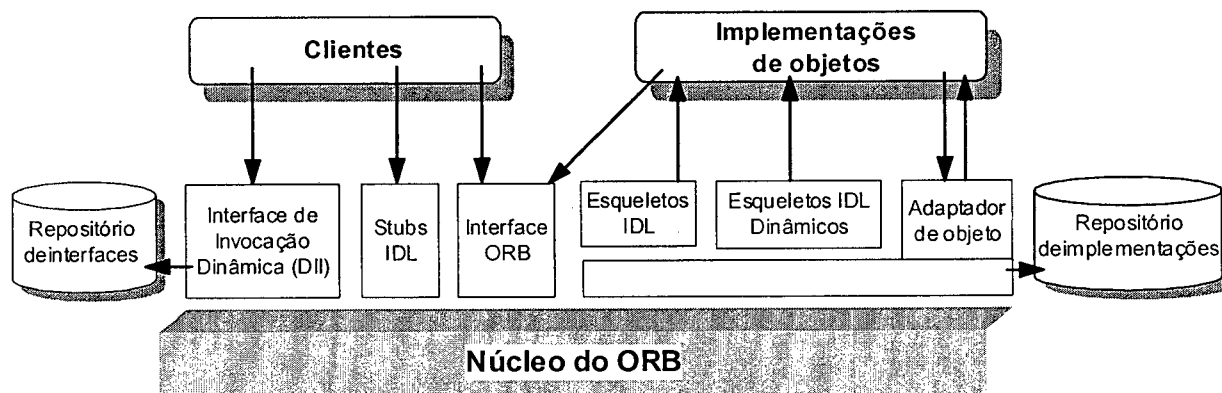 Clientes
Implementações
de objetos
Repositório
deinterfaces
Interface de
Invocação
Dinâmica (DII)
Stubs
IDL
Interface
ORB
Esqueletos
IDL
Esqueletos IDL
Dinâmicos
Adaptador
de objeto
Repositório
deimplementações
Núcleo do ORB